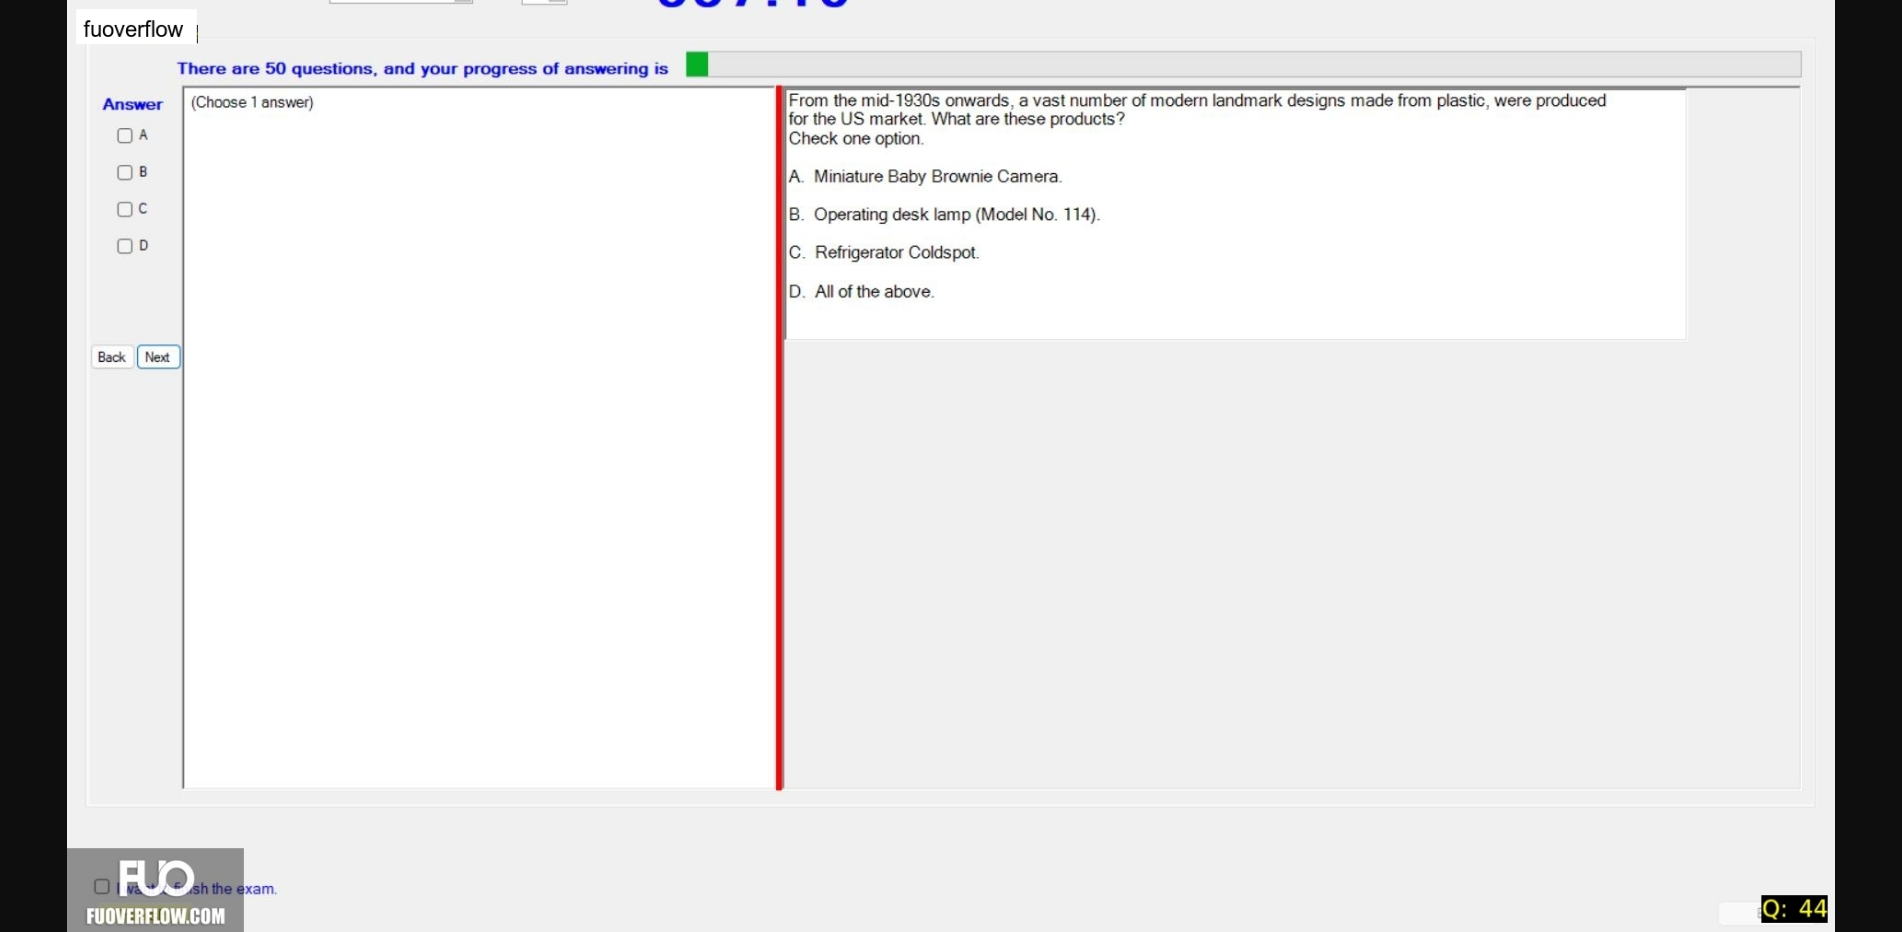 fuoverflow
There are 50 questions, and your progress of answering is
Answer
(Choose 1 answer)
A
B
C
D
Back
Next
From the mid-1930s onwards, a vast number of modern landmark designs made from plastic, were produced
for the US market. What are these products?
Check one option.
A. Miniature Baby Brownie Camera.
B. Operating desk lamp (Model No. 114).
C. Refrigerator Coldspot.
D. All of the above.
FUO
FUOVERFLOW.COM
the exam.
Q: 44